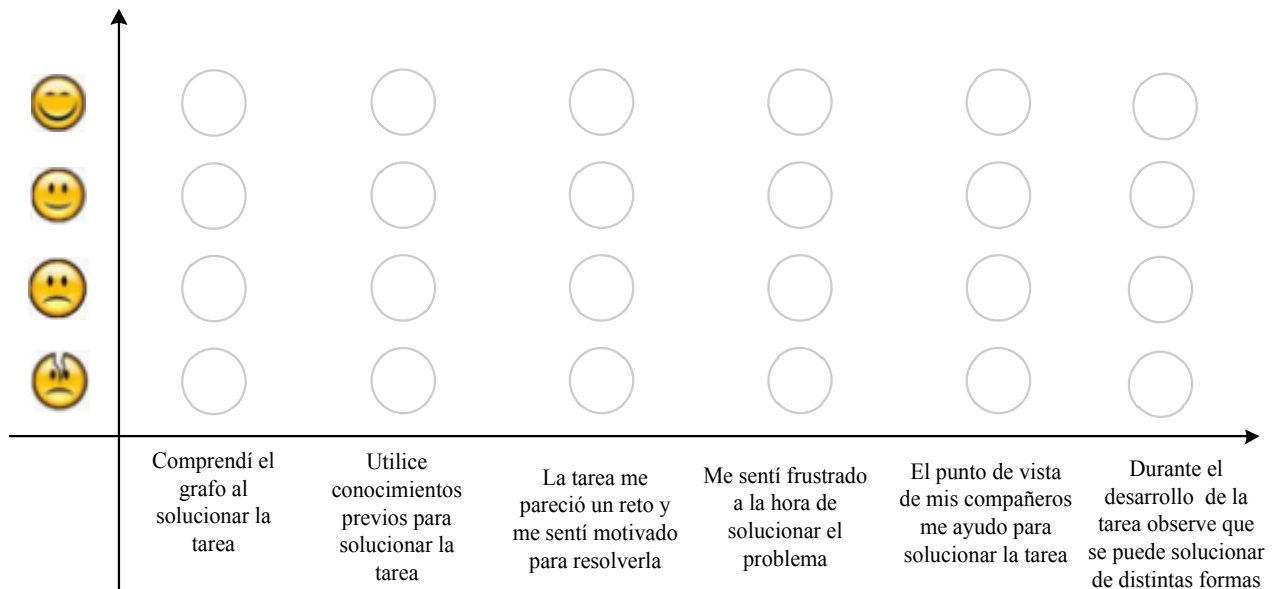 Comprendí el
grafo al
solucionar la
tarea
Utilice
conocimientos
previos para
solucionar la
tarea
La tarea me
pareció un reto y
me sentí motivado
para resolverla
Me sentí frustrado
a la hora de
solucionar el
problema
El punto de vista
de mis compañeros
me ayudo para
solucionar la tarea
Durante el
desarrollo de la
tarea observe que
se puede solucionar
de distintas formas